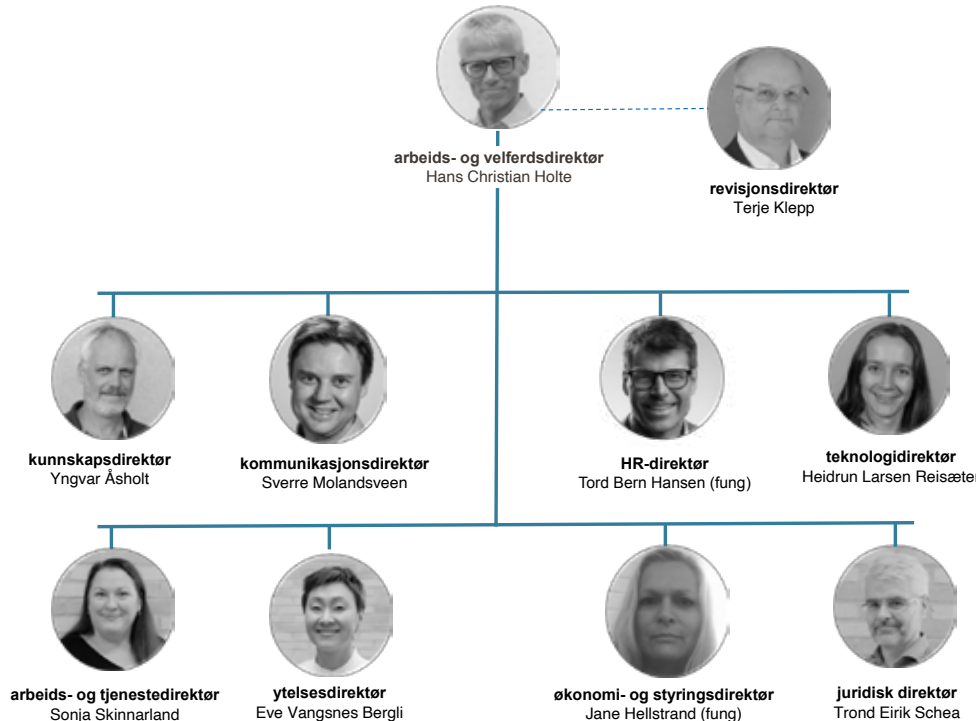 arbeids- og velferdsdirektør
Hans Christian Holte
revisjonsdirektør
Terje Klepp
kunnskapsdirektør
Yngvar Åsholt
kommunikasjonsdirektør
Sverre Molandsveen
HR-direktør
Tord Bern Hansen (fung)
teknologidirektør
Heidrun Larsen Reisæter
arbeids- og tjenestedirektør
Sonja Skinnarland
ytelsesdirektør
Eve Vangsnes Bergli
økonomi- og styringsdirektør
Jane Hellstrand (fung)
juridisk direktør
Trond Eirik Schea